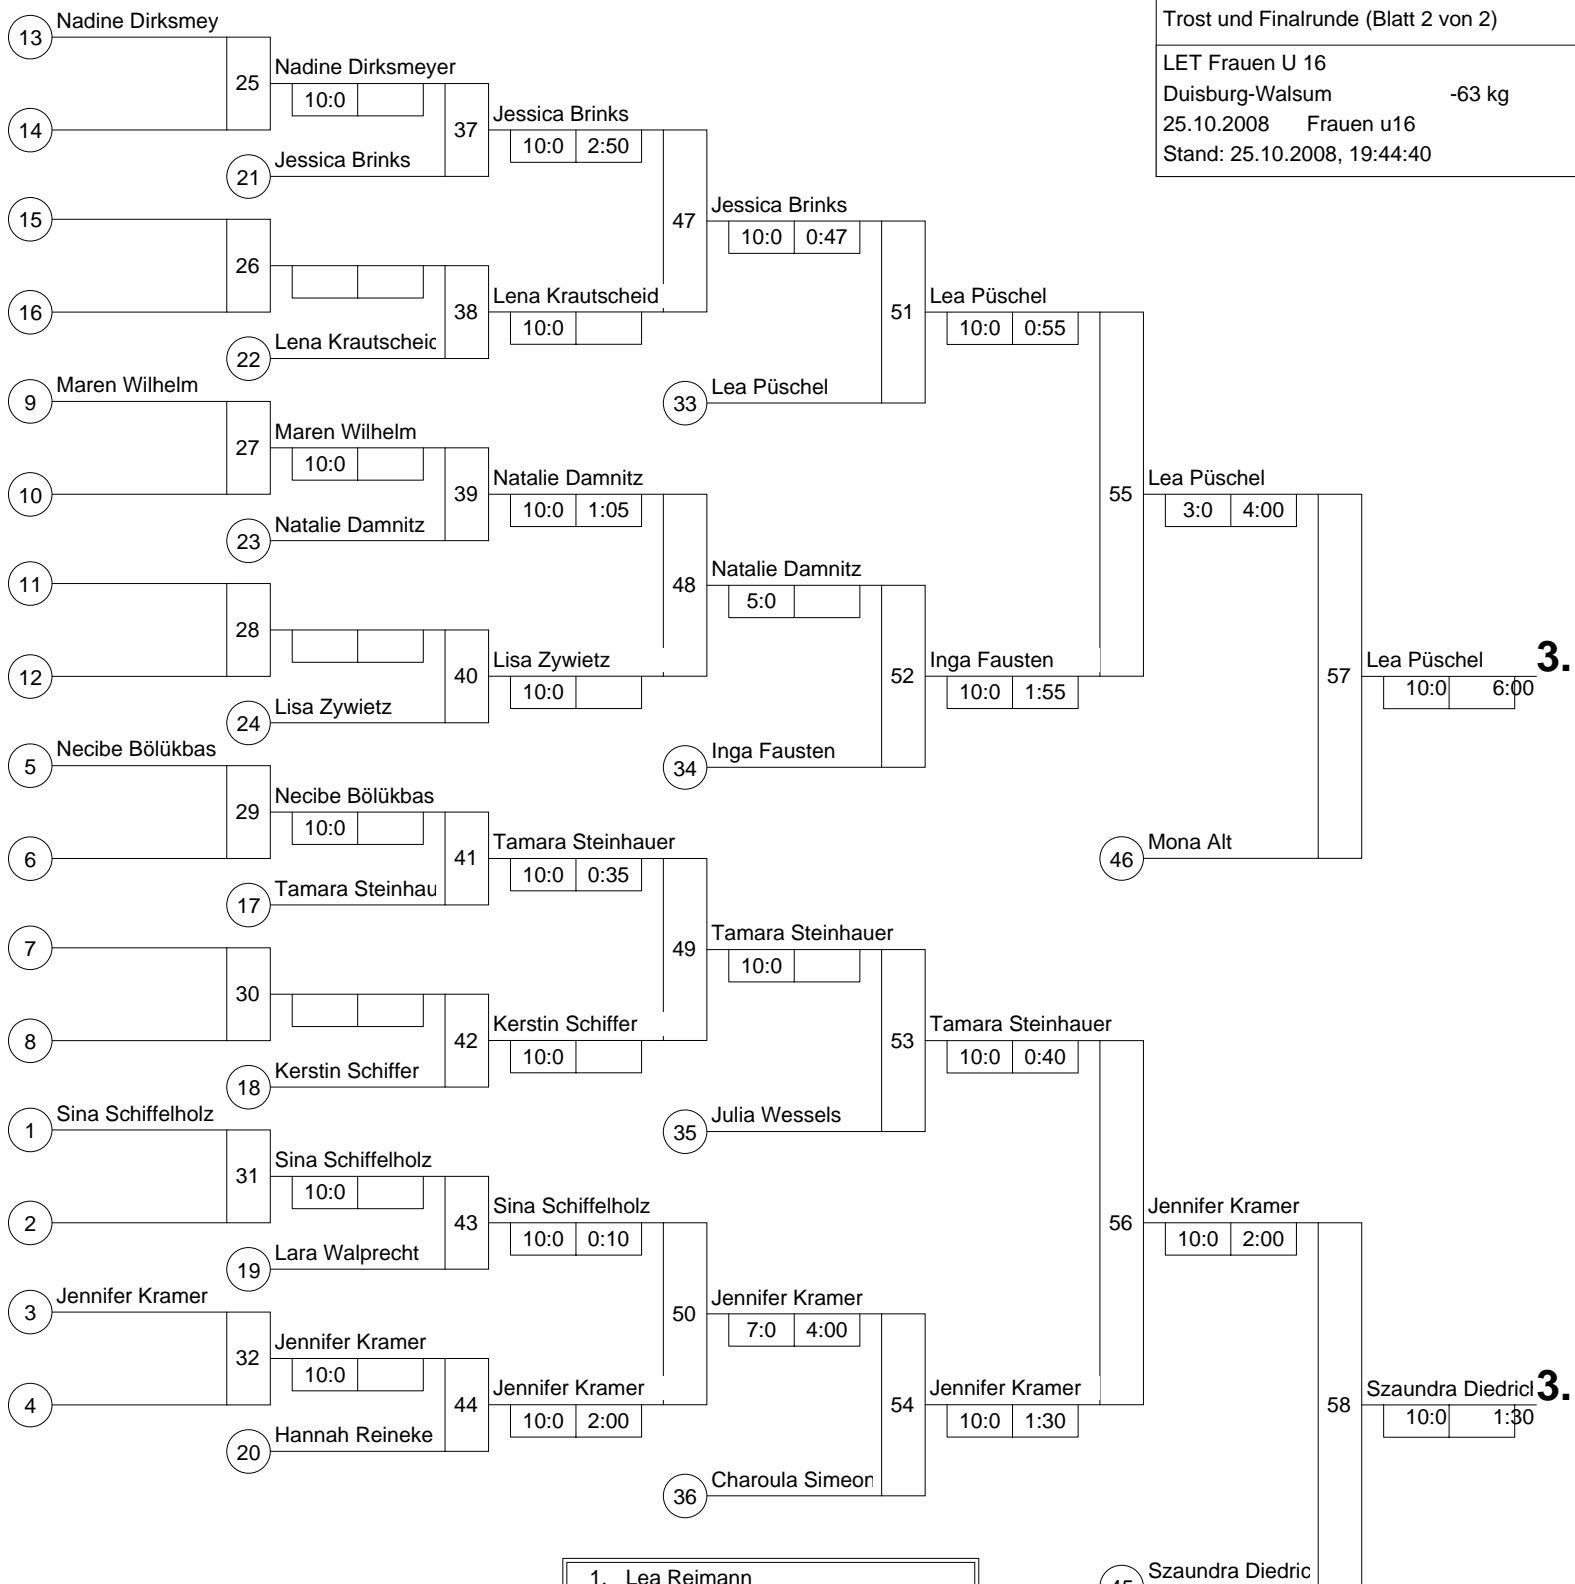 Trost und Finalrunde (Blatt 2 von 2)
LET Frauen U 16
Duisburg-Walsum -63 kg
25.10.2008 Frauen u16
Stand: 25.10.2008, 19:44:40
13 Nadine Dirksmey
25 Nadine Dirksmeyer
10:0
14
37 Jessica Brinks
10:0 2:50
21 Jessica Brinks
15
47 Jessica Brinks
10:0 0:47
26
16
38 Lena Krautscheid
10:0
22 Lena Krautscheid
51 Lea Püschel
10:0 0:55
33 Lea Püschel
9 Maren Wilhelm
27 Maren Wilhelm
10:0
10
39 Natalie Damnitz
10:0 1:05
23 Natalie Damnitz
55 Lea Püschel
3:0 4:00
11
48 Natalie Damnitz
5:0
28
12
40 Lisa Zywietz
10:0
24 Lisa Zywietz
52 Inga Fausten
10:0 1:55
34 Inga Fausten
57 Lea Püschel 3.
10:0 6:00
5 Necibe Bölükbas
29 Necibe Bölükbas
10:0
6
41 Tamara Steinhauer
10:0 0:35
17 Tamara Steinhau
46 Mona Alt
7
49 Tamara Steinhauer
10:0
30
8
42 Kerstin Schiffer
10:0
18 Kerstin Schiffer
53 Tamara Steinhauer
10:0 0:40
35 Julia Wessels
1 Sina Schiffelholz
31 Sina Schiffelholz
10:0
2
43 Sina Schiffelholz
10:0 0:10
19 Lara Walprecht
56 Jennifer Kramer
10:0 2:00
3 Jennifer Kramer
50 Jennifer Kramer
7:0 4:00
32 Jennifer Kramer
10:0
4
44 Jennifer Kramer
10:0 2:00
20 Hannah Reineke
54 Jennifer Kramer
10:0 1:30
36 Charoula Simeon
58 Szaundra Diedrich 3.
10:0 1:30
1. Lea Reimann
45 Szaundra Diedric